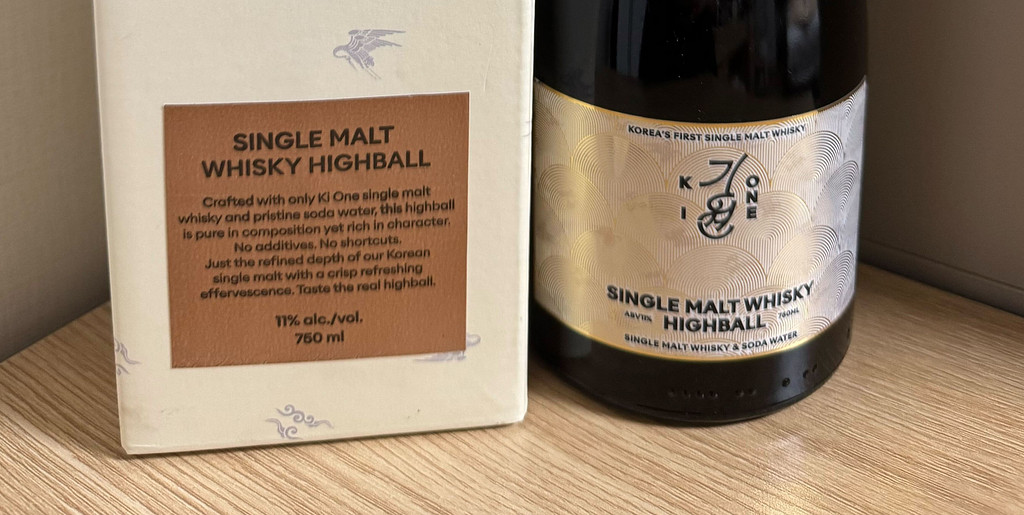 SINGLE MALT
WHISKY HIGHBALL
Crafted with only Ki One single malt
whisky and pristine soda water, this highball
is pure in composition yet rich in character.
No additives. No shortcuts.
Just the refined depth of our Korean
single malt with a crisp refreshing
effervescence. Taste the real highball.
11% alc./vol.
750 ml
KOREA'S FIRST SINGLE MALT WHISKY
KI ONE
SINGLE MALT WHISKY
ABV11% HIGHBALL 750ML
SINGLE MALT WHISKY & SODA WATER